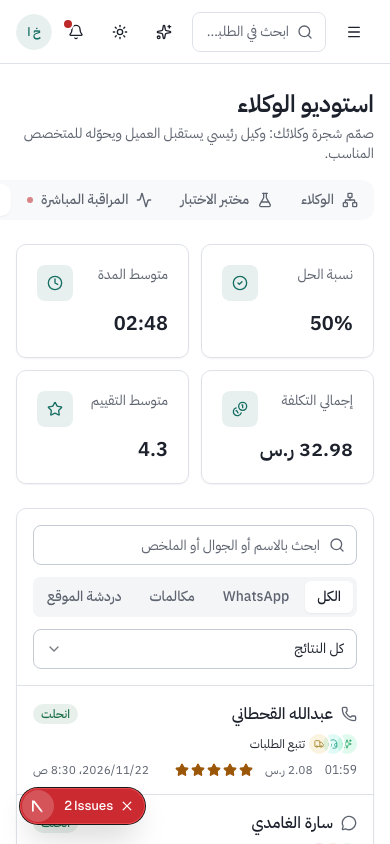 ابحث في الطلبـ...
خ ا
استوديو الوكلاء
صمّم شجرة وكلائك: وكيل رئيسي يستقبل العميل ويحوّله للمتخصص
المناسب.
الوكلاء
مختبر الاختبار
المراقبة المباشرة
نسبة الحل
50%
متوسط المدة
02:48
إجمالي التكلفة
32.98 ر.س
متوسط التقييم
4.3
ابحث بالاسم أو الجوال أو الملخص
الكل
WhatsApp
مكالمات
دردشة الموقع
كل النتائج
عبدالله القحطاني
انحلت
تتبع الطلبات
01:59
2.08 ر.س
22/11/2026، 8:30 ص
سارة الغامدي
2 Issues